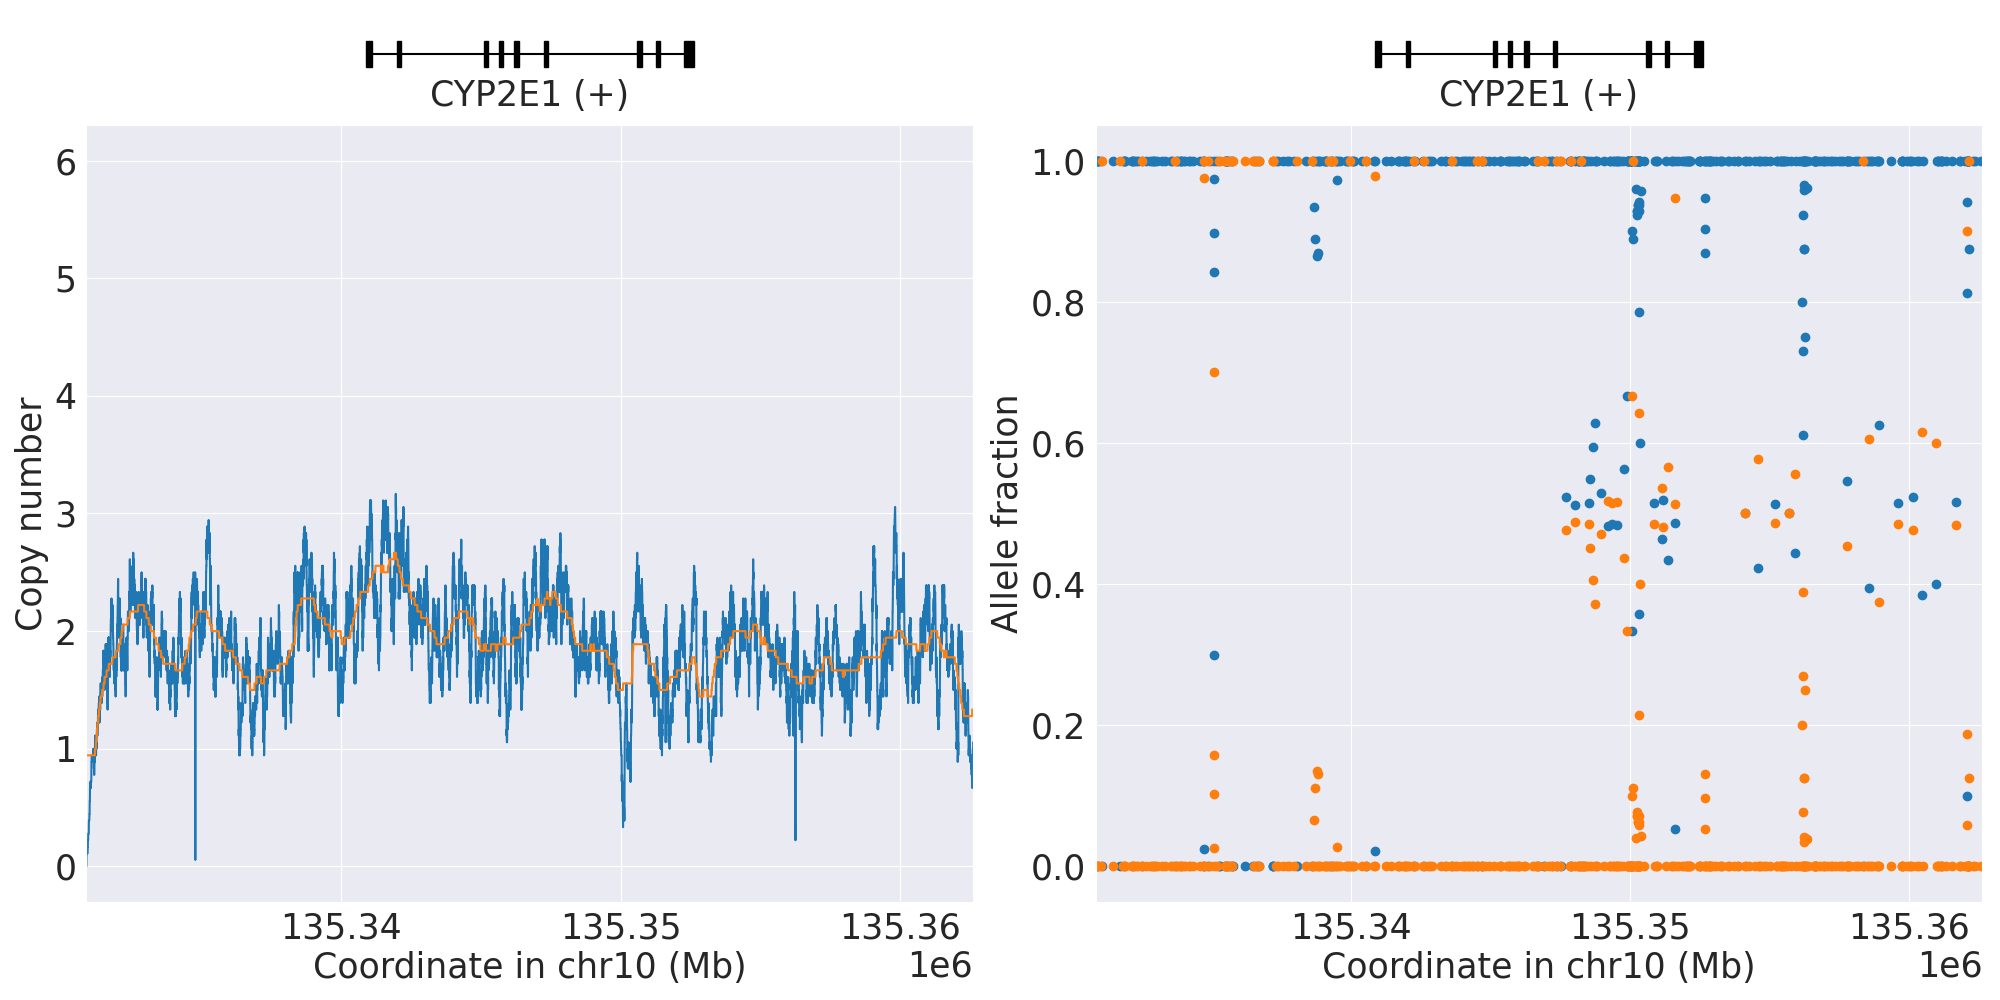 CYP2E1 (+)
6
5
4
3
2
1
0
Copy number
135.34
135.35
135.36
Coordinate in chr10 (Mb)
1e6
CYP2E1 (+)
1.0
0.8
0.6
0.4
0.2
0.0
Allele fraction
135.34
135.35
135.36
Coordinate in chr10 (Mb)
1e6